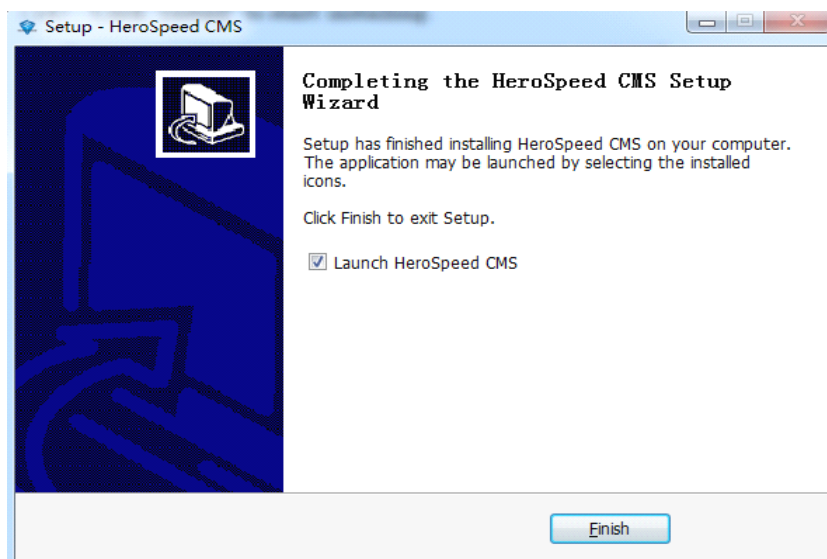 Setup - HeroSpeed CMS
Completing the HeroSpeed CMS Setup
Wizard
Setup has finished installing HeroSpeed CMS on your computer.
The application may be launched by selecting the installed
icons.
Click Finish to exit Setup.
Launch HeroSpeed CMS
Finish